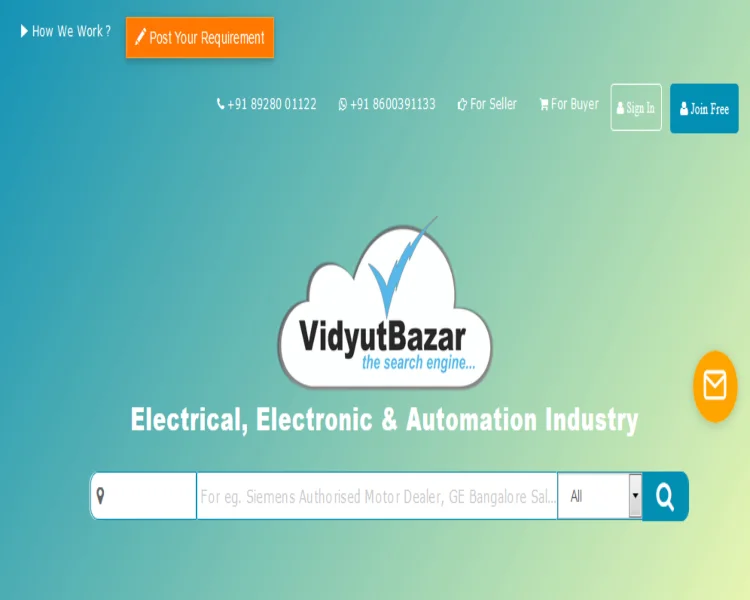 How We Work ?
Post Your Requirement
+91 89280 01122 +91 8600391133 For Seller For Buyer Sign In Join Free
VidyutBazar
the search engine...
Electrical, Electronic & Automation Industry
For eg. Siemens Authorised Motor Dealer, GE Bangalore Sal... All